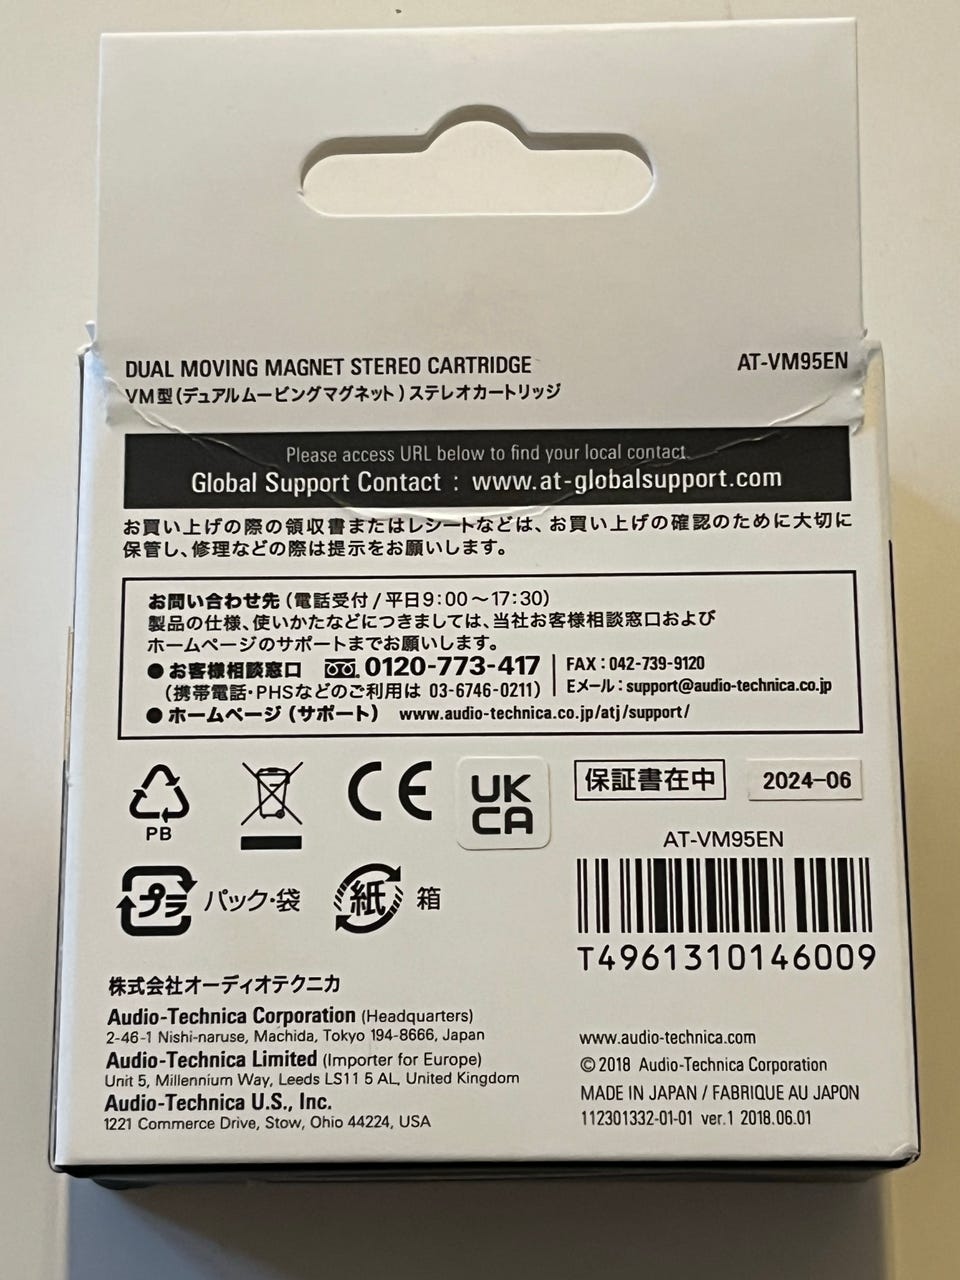 DUAL MOVING MAGNET STEREO CARTRIDGE AT-VM95EN
VM型(デュアルムービングマグネット)ステレオカートリッジ
Please access URL below to find your local contact.
Global Support Contact : www.at-globalsupport.com
お買い上げの際の領収書またはレシートなどは、お買い上げの確認のために大切に
保管し、修理などの際は提示をお願いします。
お問い合わせ先(電話受付/平日9:00~17:30)
製品の仕様、使いかたなどにつきましては、当社お客様相談窓口および
ホームページのサポートまでお願いします。
●お客様相談窓口 0120-773-417
(携帯電話・PHSなどのご利用は 03-6746-0211)
FAX:042-739-9120
Eメール:support@audio-technica.co.jp
●ホームページ(サポート) www.audio-technica.co.jp/atj/support/
PB
CE
UK
CA
保証書在中
2024-06
プラ
パック・袋
紙
箱
AT-VM95EN
T4961310146009
株式会社オーディオテクニカ
Audio-Technica Corporation (Headquarters)
2-46-1 Nishi-naruse, Machida, Tokyo 194-8666, Japan
Audio-Technica Limited (Importer for Europe)
Unit 5, Millennium Way, Leeds LS11 5 AL, United Kingdom
Audio-Technica U.S., Inc.
1221 Commerce Drive, Stow, Ohio 44224, USA
www.audio-technica.com
©2018 Audio-Technica Corporation
MADE IN JAPAN / FABRIQUE AU JAPON
112301332-01-01 ver.1 2018.06.01